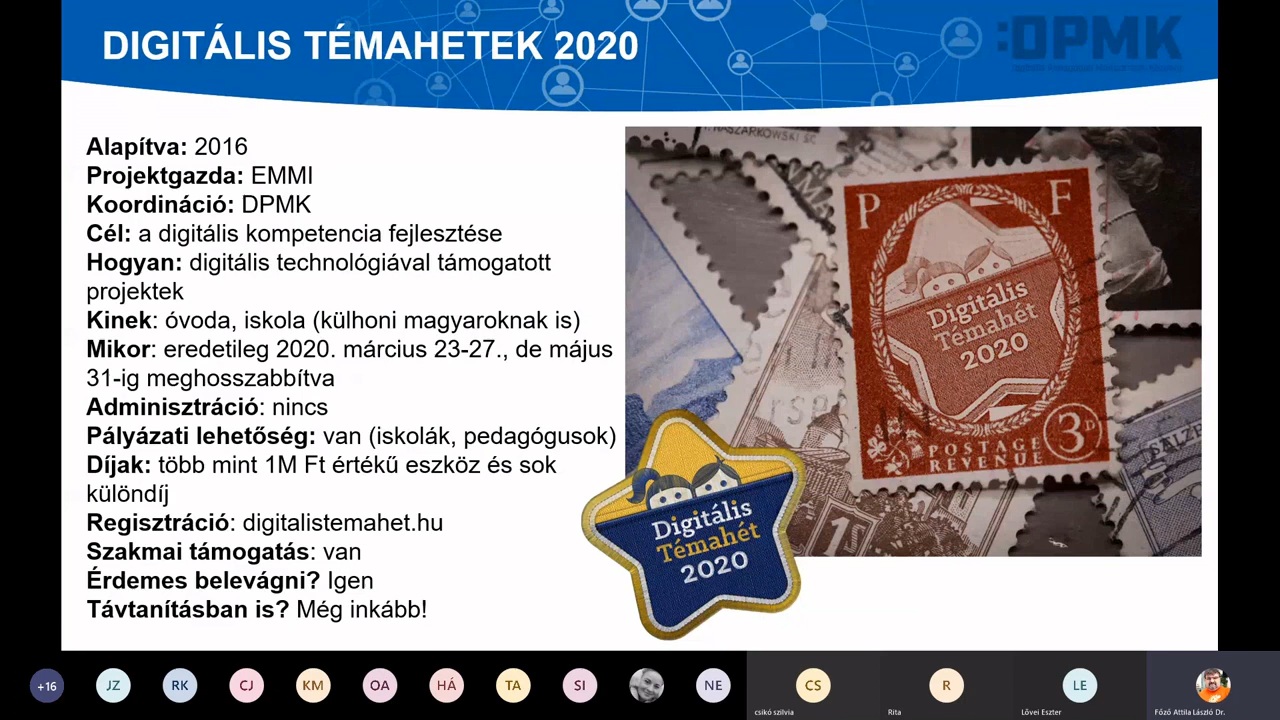 DIGITÁLIS TÉMAHETEK 2020
:DPMK
Alapítva: 2016
Projektgazda: EMMI
Koordináció: DPMK
Cél: a digitális kompetencia fejlesztése
Hogyan: digitális technológiával támogatott
projektek
Kinek: óvoda, iskola (külhoni magyaroknak is)
Mikor: eredetileg 2020. március 23-27., de május
31-ig meghosszabbítva
Adminisztráció: nincs
Pályázati lehetőség: van (iskolák, pedagógusok)
Díjak: több mint 1M Ft értékű eszköz és sok
különdíj
Regisztráció: digitalistemahet.hu
Szakmai támogatás: van
Érdemes belevágni? Igen
Távtanításban is? Még inkább!
P F
Digitális
Témahét
2020
POSTAGE
REVENUE
3D
Digitális
Témahét
2020
+16
JZ
RK
CJ
KM
OA
HÁ
TA
SI
NE
CS
R
LE
csikó szilvia
Rita
Lővei Eszter
Főző Attila László Dr.